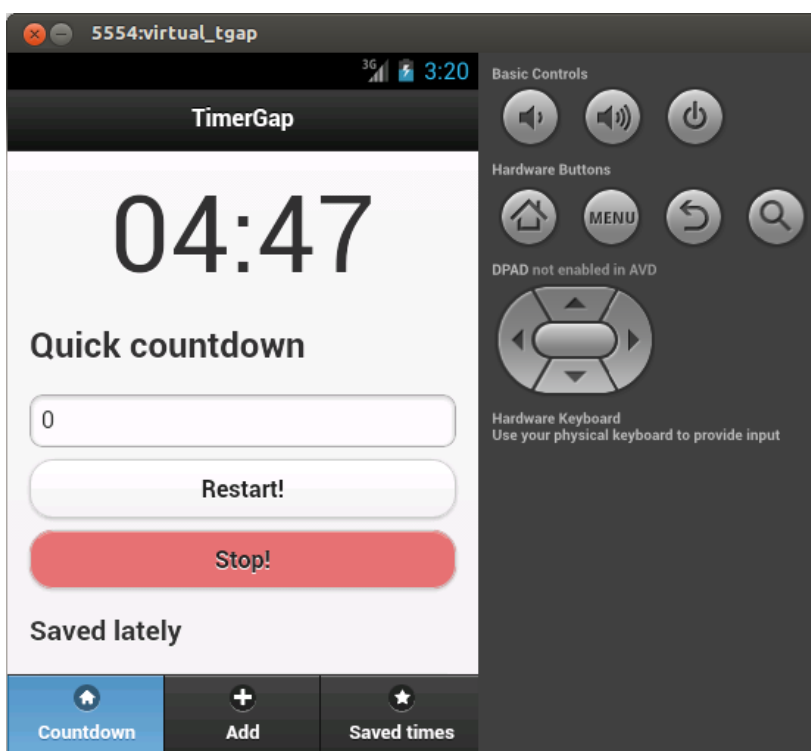 5554:virtual_tgap
3G 3:20
TimerGap
04:47
Quick countdown
0
Restart!
Stop!
Saved lately
Countdown Add Saved times
Basic Controls
Hardware Buttons
MENU
DPAD not enabled in AVD
Hardware Keyboard
Use your physical keyboard to provide input